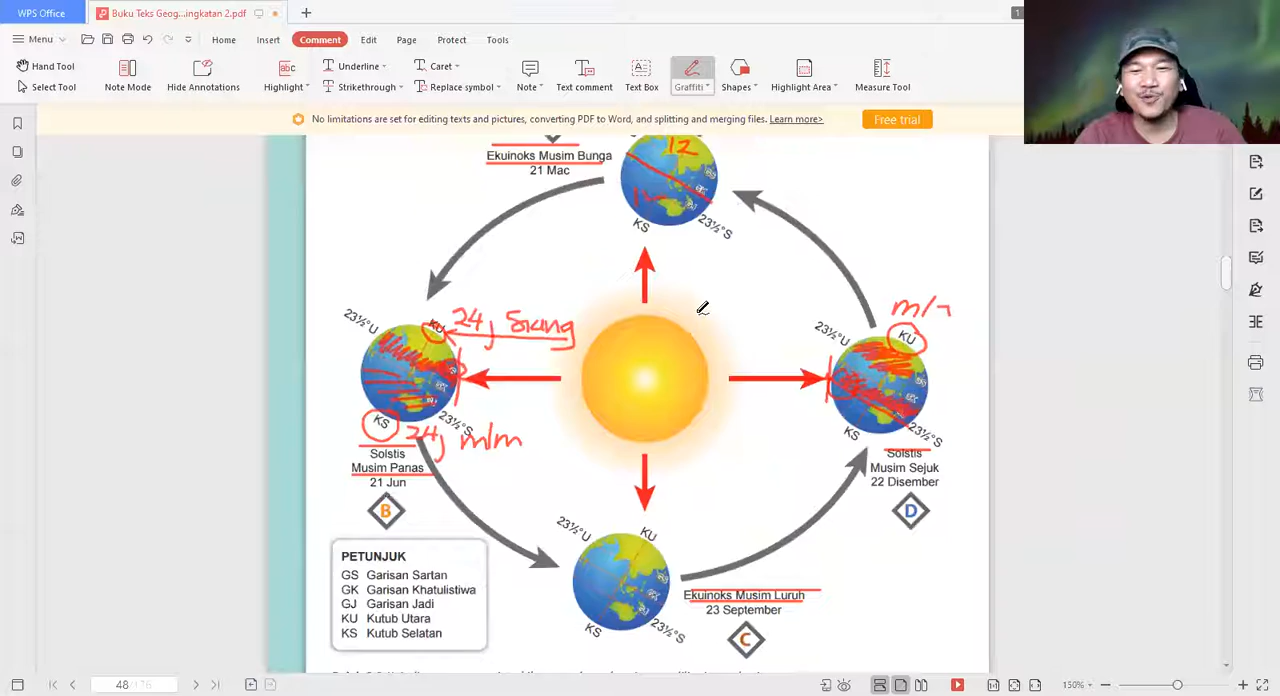 WPS Office
Buku Teks Geog...ingkatan 2.pdf
1
Menu
Home
Insert
Comment
Edit
Page
Protect
Tools
Hand Tool
Select Tool
Note Mode
Hide Annotations
Highlight
Underline
Strikethrough
Caret
Replace symbol
Note
Text comment
Text Box
Graffiti
Shapes
Highlight Area
Measure Tool
No limitations are set for editing texts and pictures, converting PDF to Word, and splitting and merging files. Learn more>
Free trial
Ekuinoks Musim Bunga
21 Mac
12
KS
23½°S
23½°U
KU
24j Siang
KS
23½°S
24j m/m
Solstis
Musim Panas
21 Jun
B
m/
23½°U
KU
KS
23½°S
Solstis
Musim Sejuk
22 Disember
D
23½°U
KU
KS
23½°S
Ekuinoks Musim Luruh
23 September
C
PETUNJUK
GS Garisan Sartan
GK Garisan Khatulistiwa
GJ Garisan Jadi
KU Kutub Utara
KS Kutub Selatan
150%